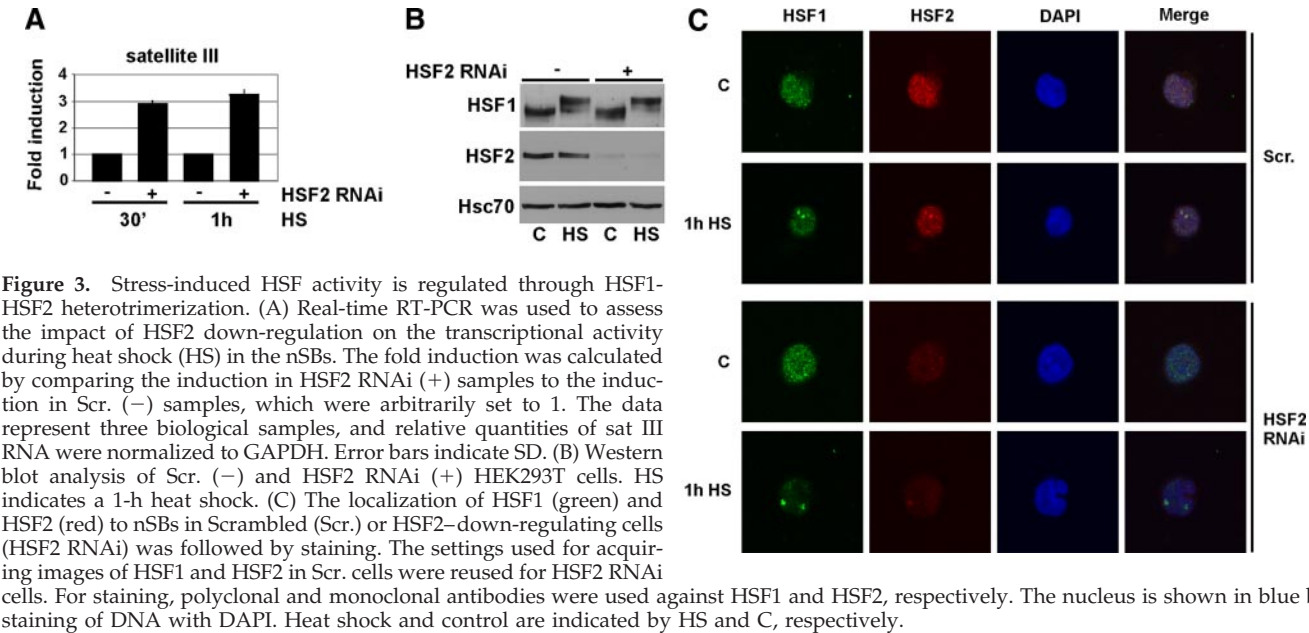 A
satellite III
Fold induction
4
3
2
1
0
- + - + HSF2 RNAi
30' 1h HS
B
HSF2 RNAi - +
HSF1
HSF2
Hsc70
C HS C HS
C
HSF1 HSF2 DAPI Merge
C
1h HS
Scr.
C
1h HS
HSF2
RNAi
Figure 3. Stress-induced HSF activity is regulated through HSF1-
HSF2 heterotrimerization. (A) Real-time RT-PCR was used to assess
the impact of HSF2 down-regulation on the transcriptional activity
during heat shock (HS) in the nSBs. The fold induction was calculated
by comparing the induction in HSF2 RNAi (+) samples to the induc-
tion in Scr. (−) samples, which were arbitrarily set to 1. The data
represent three biological samples, and relative quantities of sat III
RNA were normalized to GAPDH. Error bars indicate SD. (B) Western
blot analysis of Scr. (−) and HSF2 RNAi (+) HEK293T cells. HS
indicates a 1-h heat shock. (C) The localization of HSF1 (green) and
HSF2 (red) to nSBs in Scrambled (Scr.) or HSF2–down-regulating cells
(HSF2 RNAi) was followed by staining. The settings used for acquir-
ing images of HSF1 and HSF2 in Scr. cells were reused for HSF2 RNAi
cells. For staining, polyclonal and monoclonal antibodies were used against HSF1 and HSF2, respectively. The nucleus is shown in blue
staining of DNA with DAPI. Heat shock and control are indicated by HS and C, respectively.